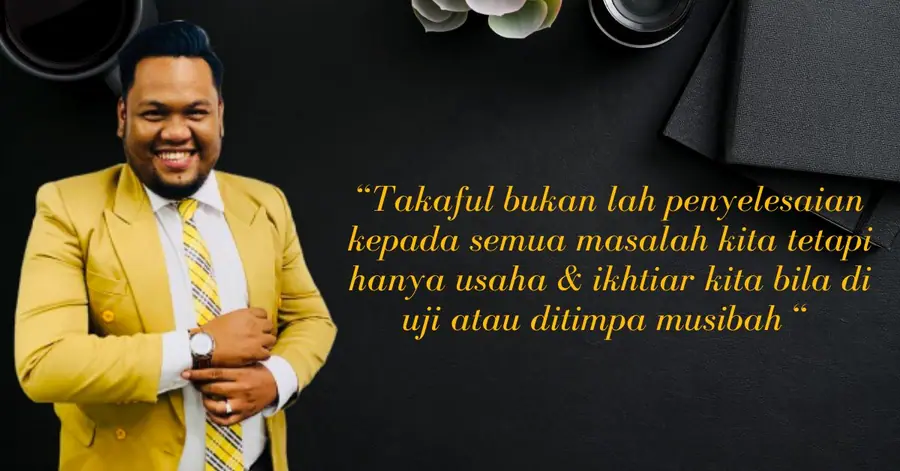 “Takaful bukan lah penyelesaian
kepada semua masalah kita tetapi
hanya usaha & ikhtiar kita bila di
uji atau ditimpa musibah “